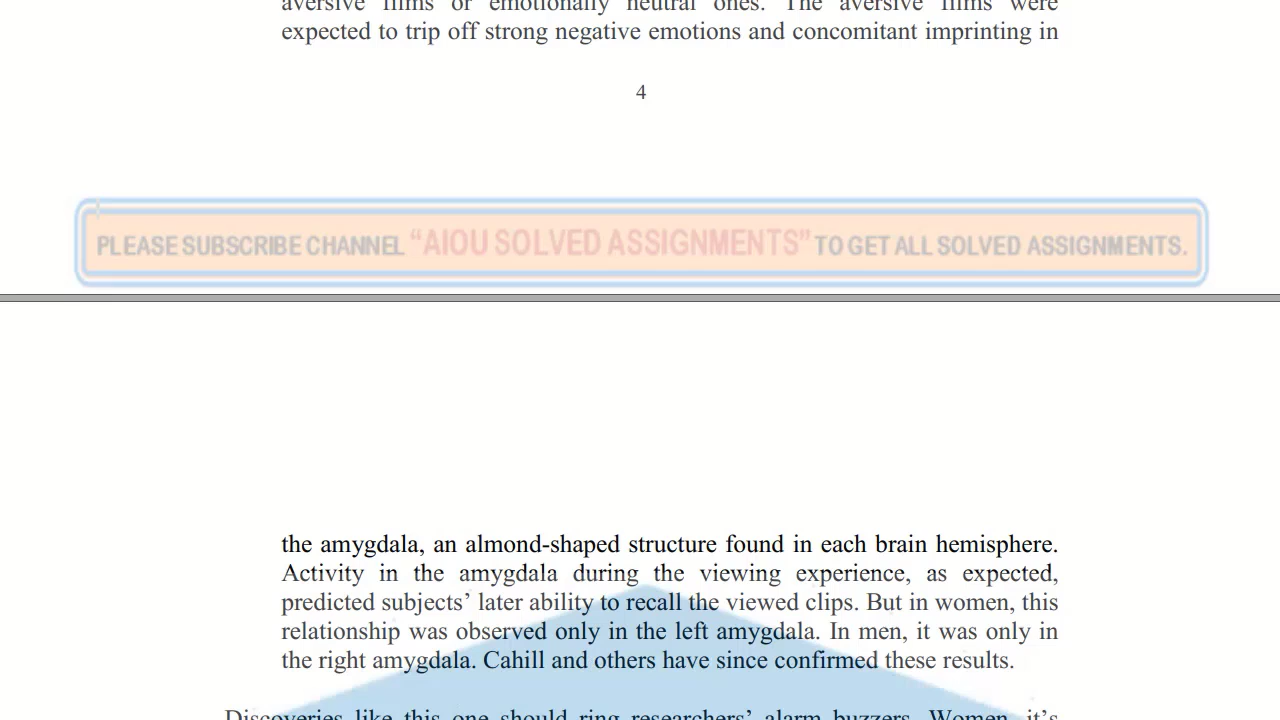 aversive films or emotionally neutral ones. The aversive films were
expected to trip off strong negative emotions and concomitant imprinting in
4
PLEASE SUBSCRIBE CHANNEL “AIOU SOLVED ASSIGNMENTS” TO GET ALL SOLVED ASSIGNMENTS.
the amygdala, an almond-shaped structure found in each brain hemisphere.
Activity in the amygdala during the viewing experience, as expected,
predicted subjects’ later ability to recall the viewed clips. But in women, this
relationship was observed only in the left amygdala. In men, it was only in
the right amygdala. Cahill and others have since confirmed these results.
Discoveries like this one should ring researchers’ alarm buzzers. Women, it’s